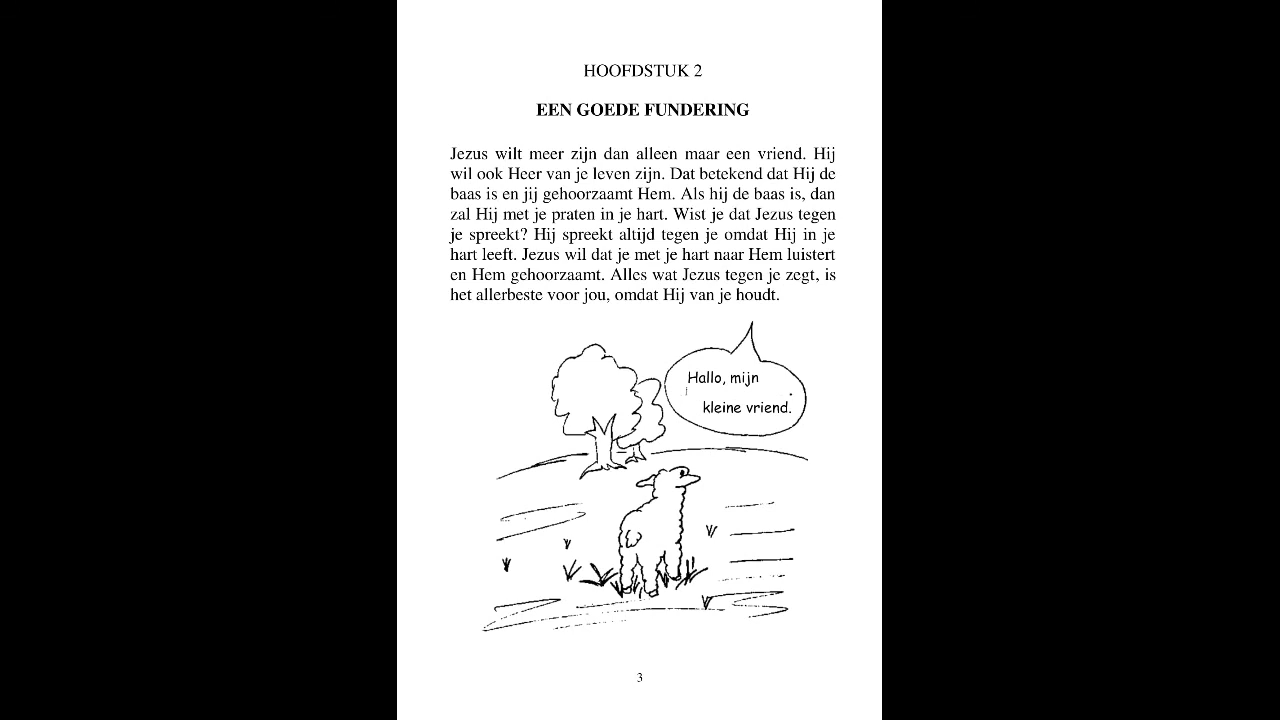 HOOFDSTUK 2
EEN GOEDE FUNDERING
Jezus wilt meer zijn dan alleen maar een vriend. Hij
wil ook Heer van je leven zijn. Dat betekend dat Hij de
baas is en jij gehoorzaamt Hem. Als hij de baas is, dan
zal Hij met je praten in je hart. Wist je dat Jezus tegen
je spreekt? Hij spreekt altijd tegen je omdat Hij in je
hart leeft. Jezus wil dat je met je hart naar Hem luistert
en Hem gehoorzaamt. Alles wat Jezus tegen je zegt, is
het allerbeste voor jou, omdat Hij van je houdt.
Hallo, mijn
kleine vriend.
3